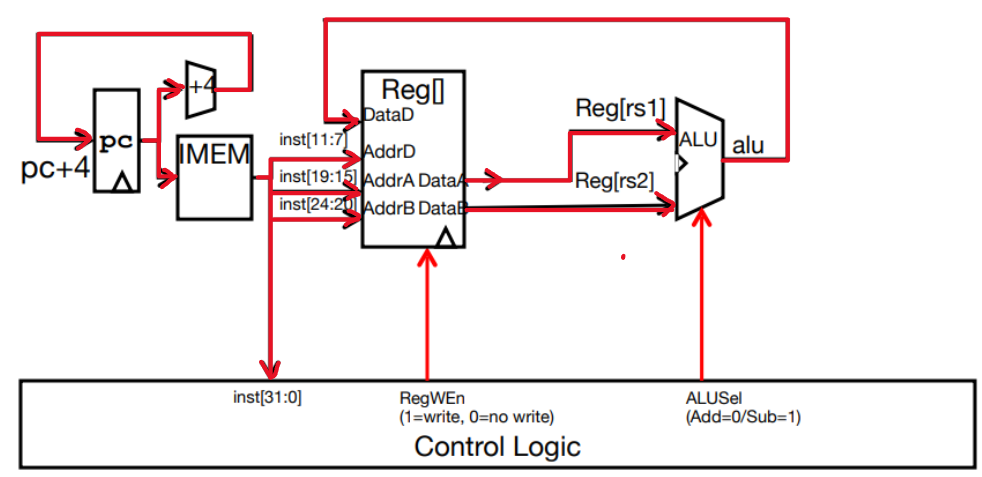 Reg[]
+4
DataD
Reg[rs1]
pc
inst[11:7]
ALU
alu
IMEM
AddrD
pc+4
inst[19:15]
AddrA DataA
Reg[rs2]
inst[24:20]
AddrB DataB
inst[31:0]
RegWEn
(1=write, 0=no write)
ALUSel
(Add=0/Sub=1)
Control Logic